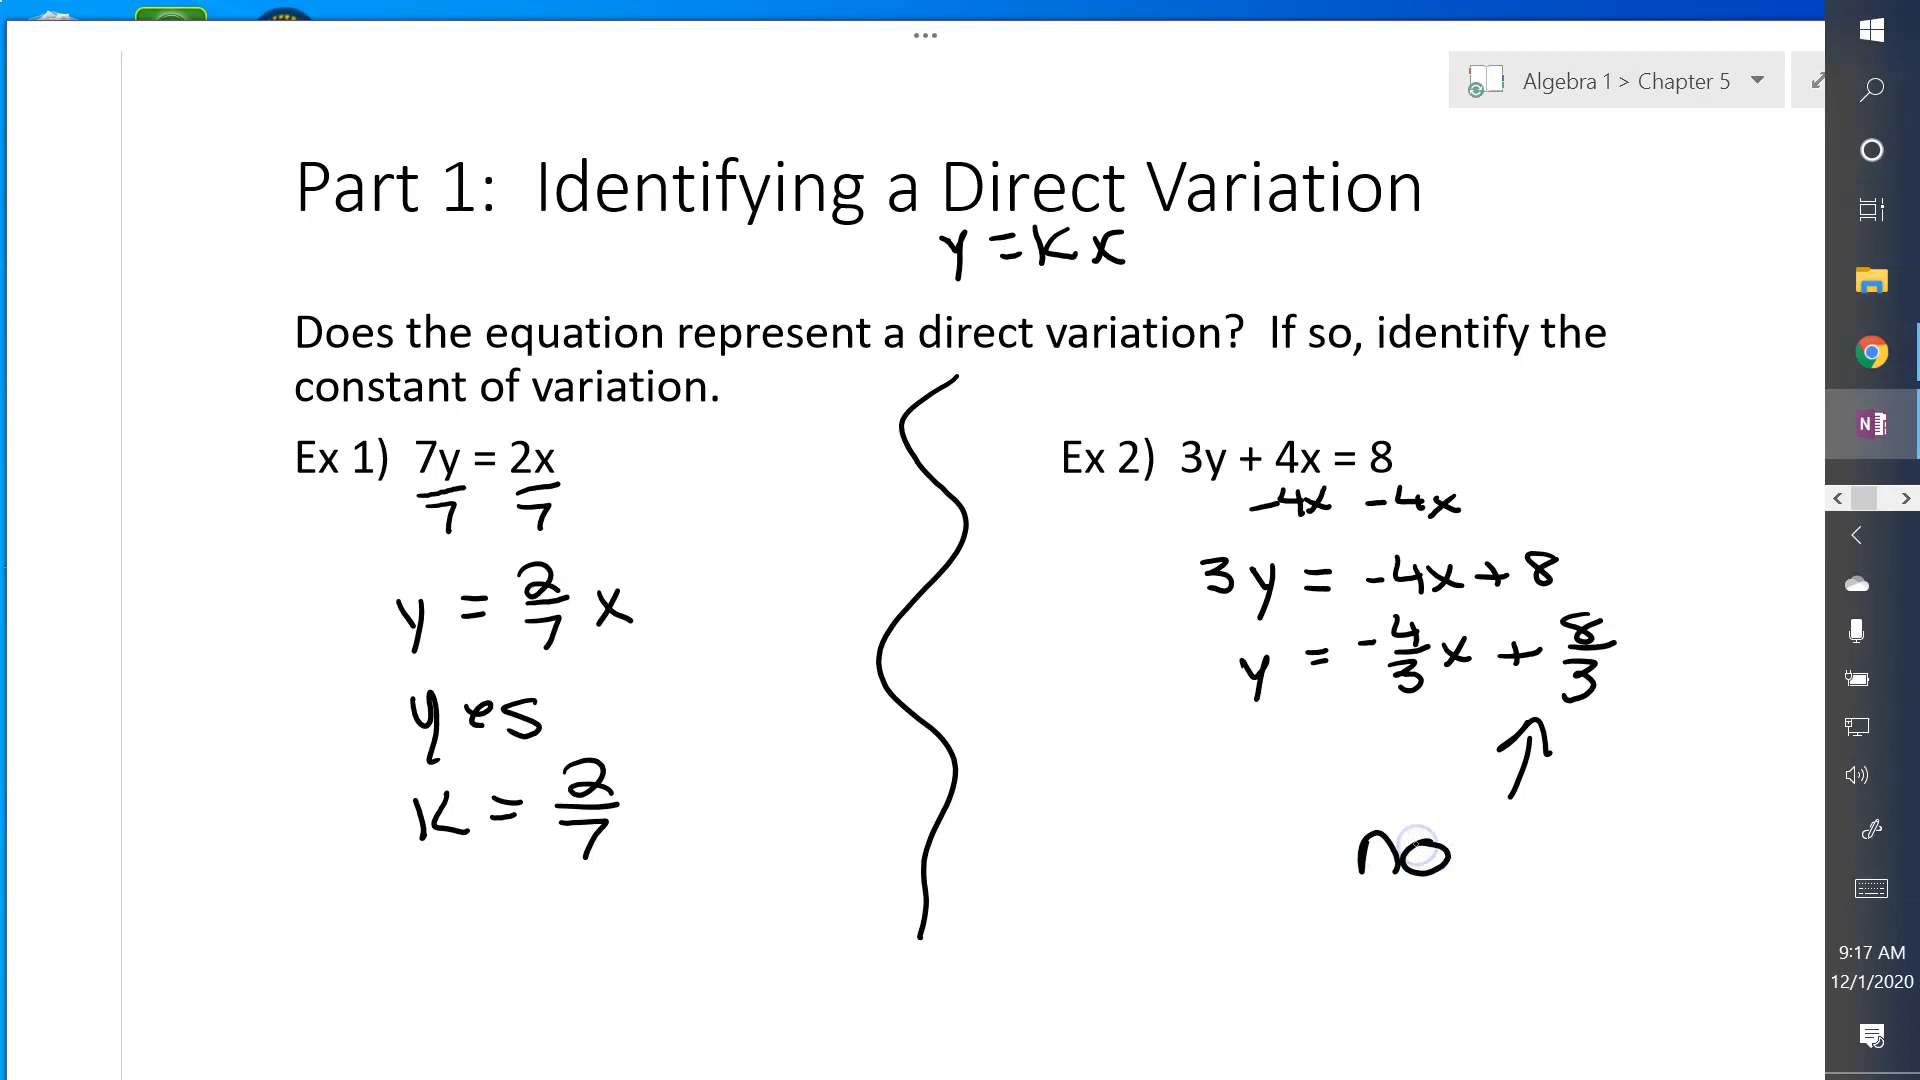 Algebra 1 > Chapter 5
Part 1: Identifying a Direct Variation
y = kx
Does the equation represent a direct variation? If so, identify the
constant of variation.
Ex 1) 7y = 2x
7 7
y = 2/7 x
yes
k = 2/7
Ex 2) 3y + 4x = 8
-4x -4x
3y = -4x + 8
y = -4/3 x + 8/3
no
N
9:17 AM
12/1/2020